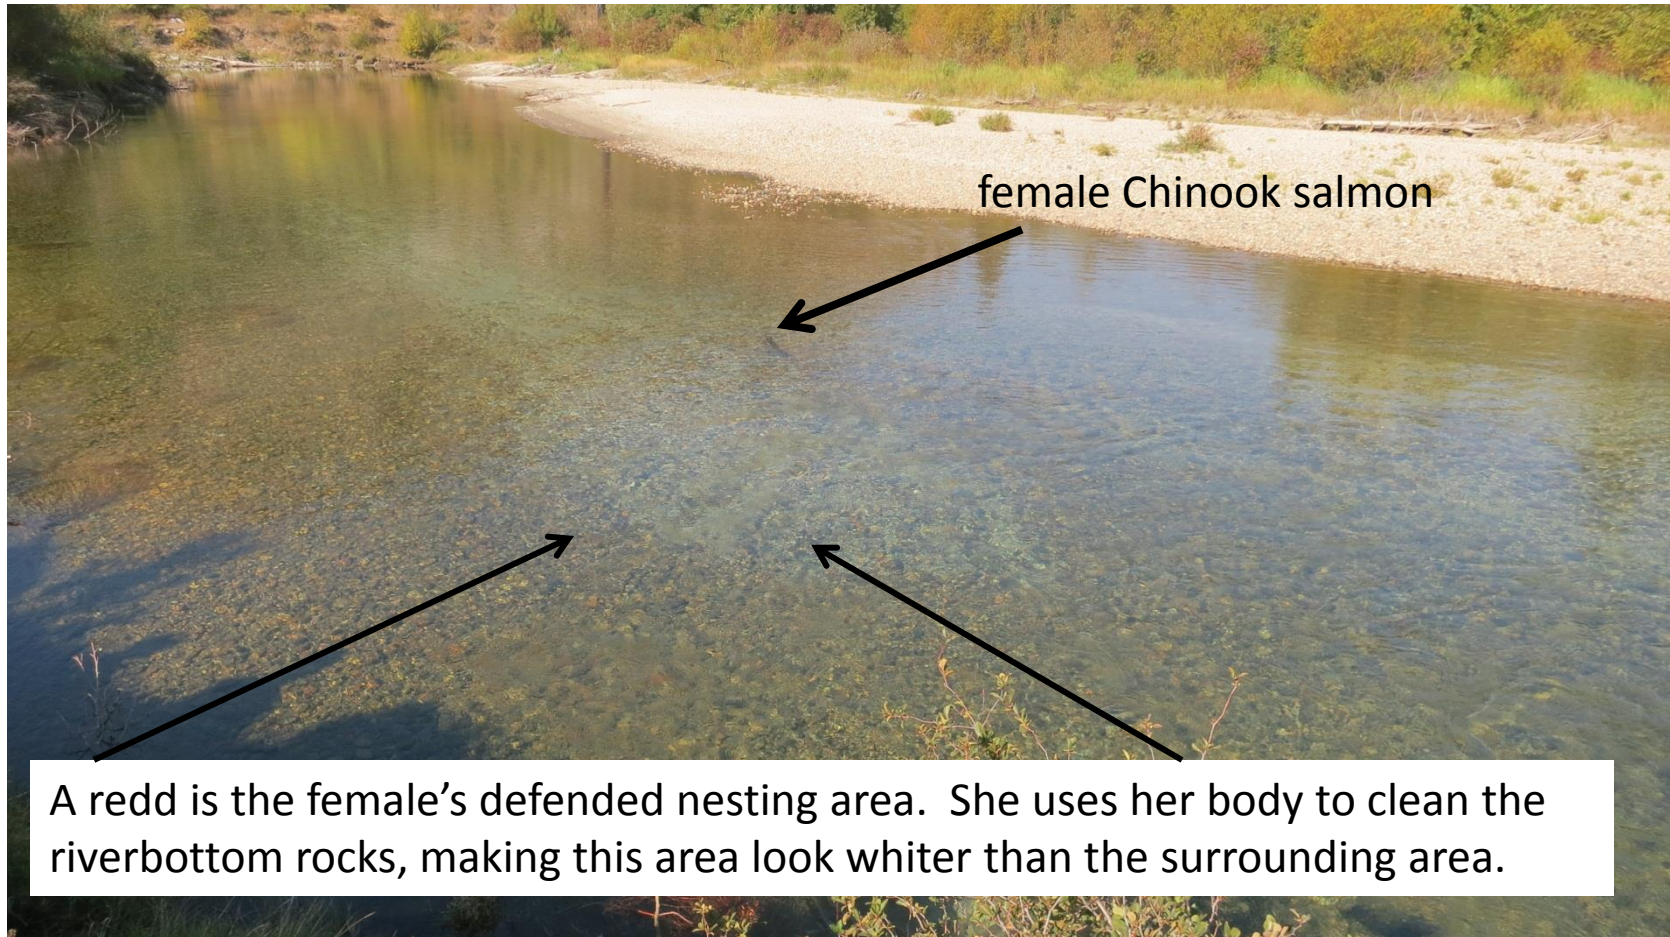 female Chinook salmon
A redd is the female’s defended nesting area.  She uses her body to clean the
riverbottom rocks, making this area look whiter than the surrounding area.